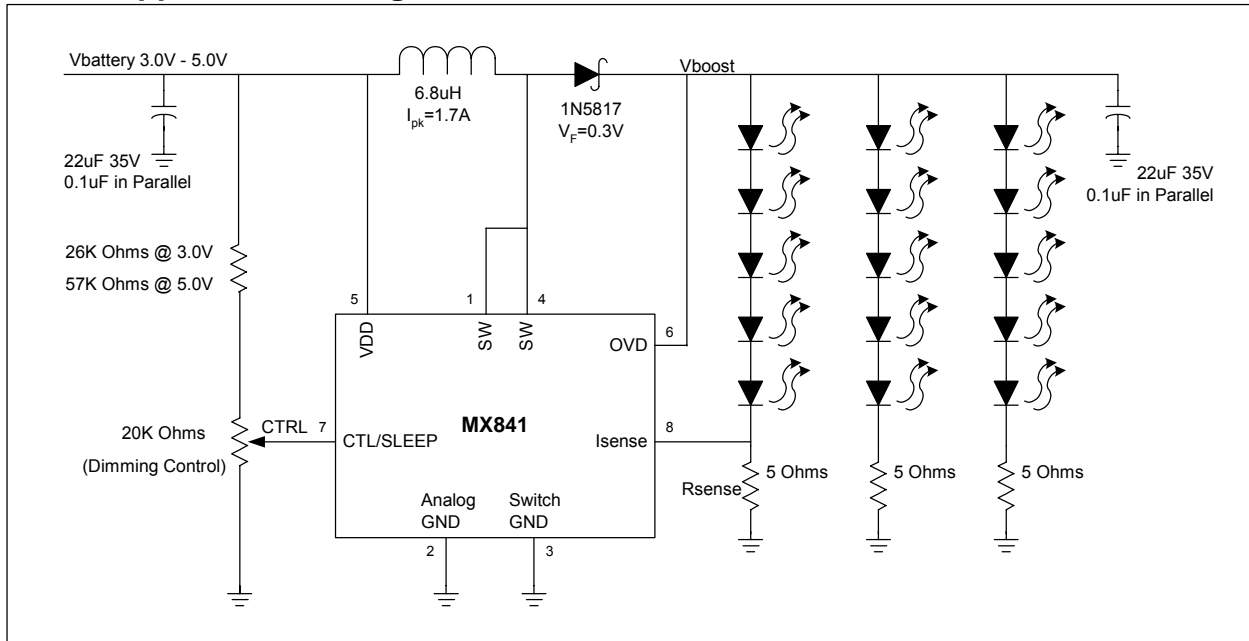 Vbattery 3.0V - 5.0V
Vboost
6.8uH
Ipk=1.7A
1N5817
VF=0.3V
22uF 35V
0.1uF in Parallel
22uF 35V
0.1uF in Parallel
26K Ohms @ 3.0V
57K Ohms @ 5.0V
5
1
4
VDD
SW
SW
OVD
6
20K Ohms
(Dimming Control)
CTRL
7
CTL/SLEEP
MX841
Isense
8
Rsense
5 Ohms
5 Ohms
5 Ohms
Analog
GND
Switch
GND
2
3